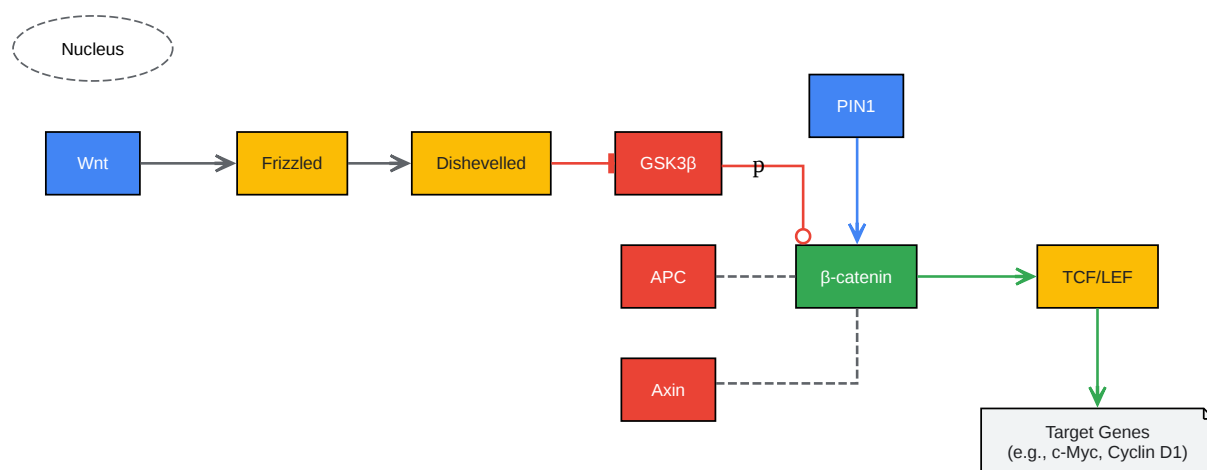 Nucleus
PIN1
Wnt
Frizzled
Dishevelled
GSK3β
p
APC
β-catenin
TCF/LEF
Axin
Target Genes
(e.g., c-Myc, Cyclin D1)